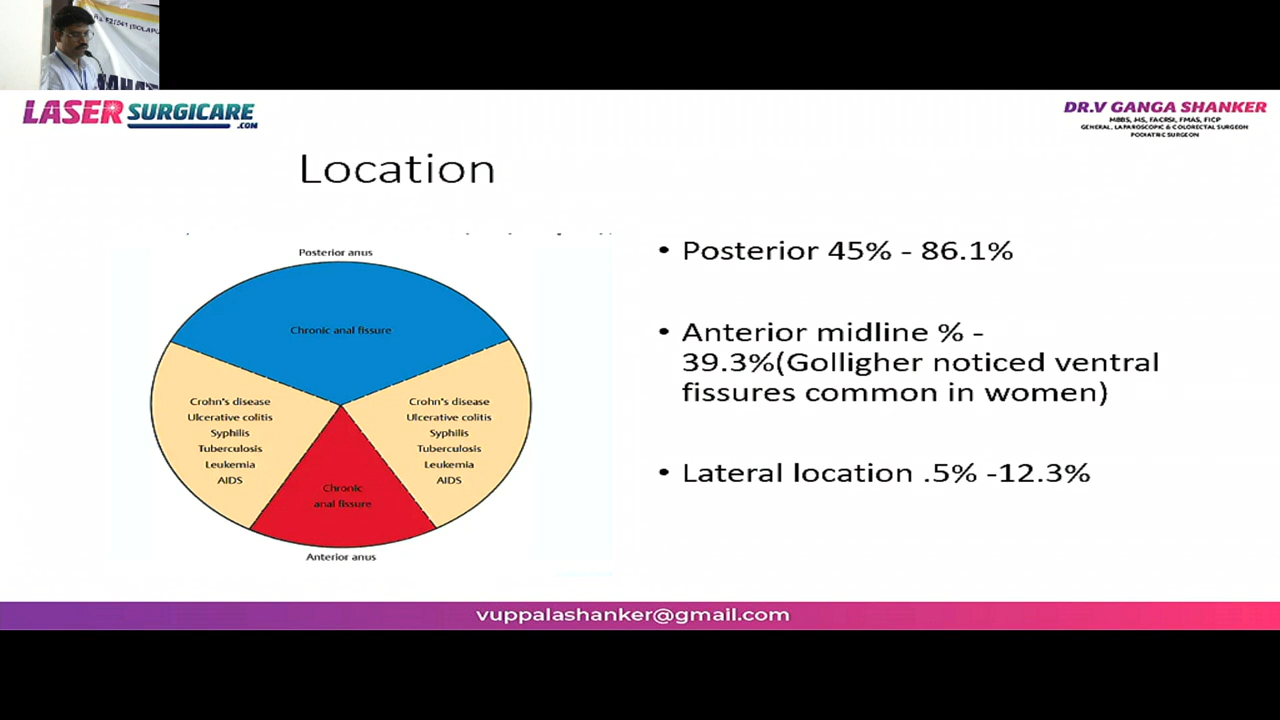 LASER SURGICARE
.COM
DR.V GANGA SHANKER
MBBS, MS, FACRSI, FMAS, FICP
GENERAL, LAPAROSCOPIC & COLORECTAL SURGEON
PODIATRIC SURGEON
Location
Posterior anus
Chronic anal fissure
Crohn's disease
Ulcerative colitis
Syphilis
Tuberculosis
Leukemia
AIDS
Crohn's disease
Ulcerative colitis
Syphilis
Tuberculosis
Leukemia
AIDS
Chronic
anal fissure
Anterior anus
• Posterior 45% - 86.1%
• Anterior midline % -
39.3%(Golligher noticed ventral
fissures common in women)
• Lateral location .5% -12.3%
vuppalashanker@gmail.com